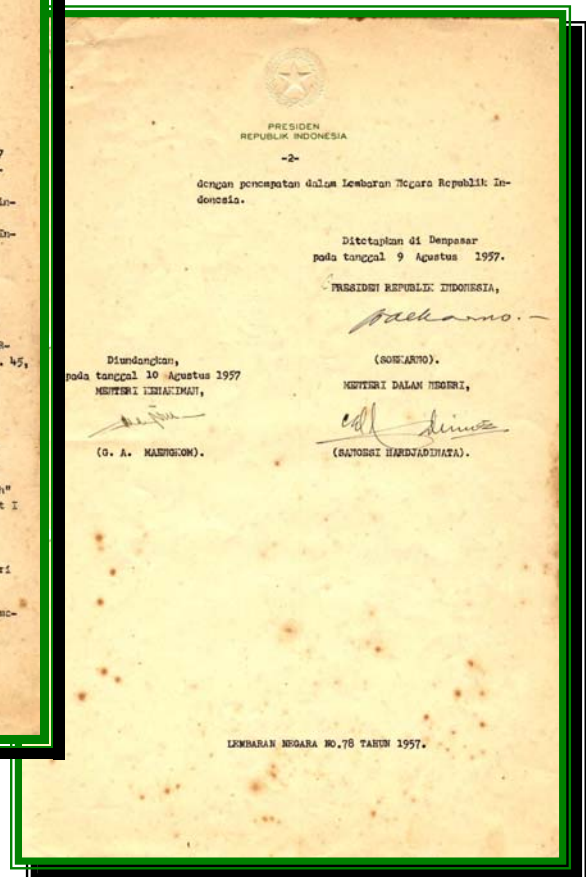 PRESIDEN
REPUBLIK INDONESIA
-2-
dengan penempatan dalam Lembaran Negara Republik In-
donesia.
Ditetapkan di Denpasar
pada tanggal 9 Agustus 1957.
PRESIDEN REPUBLIK INDONESIA,
Soekarno.-
(SOEKARNO).
Diundangkan,
pada tanggal 10 Agustus 1957
MENTERI KEHAKIMAN,
(G. A. MAENGKOM).
MENTERI DALAM NEGERI,
(SANOESI HARDJADINATA).
LEMBARAN NEGARA NO.78 TAHUN 1957.
45,
t I